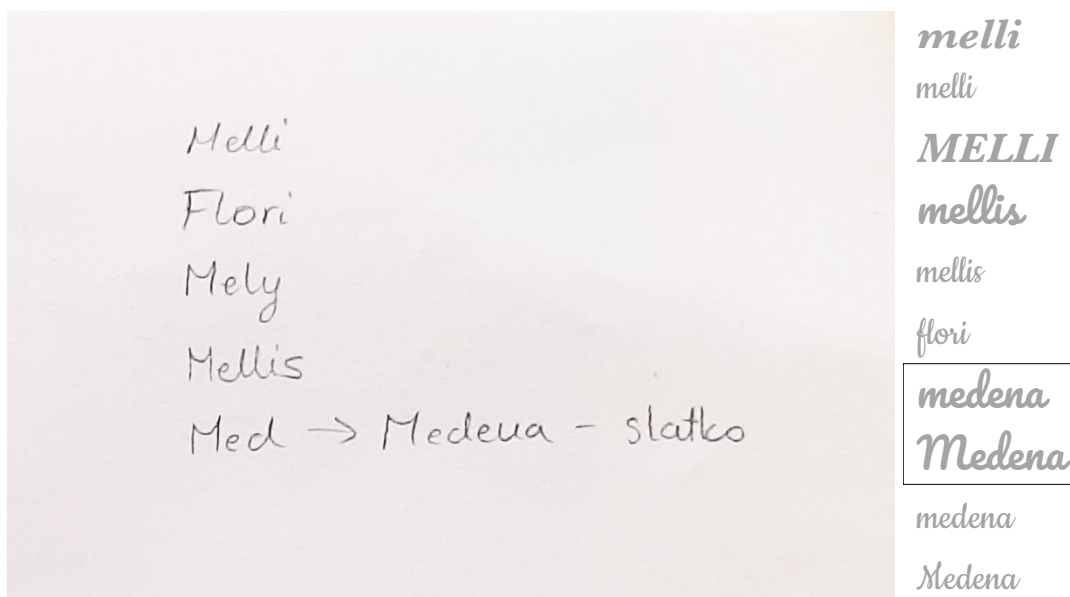 Melli
Flori
Mely
Mellis
Med → Medena - slatko
melli
melli
MELLI
mellis
mellis
flori
medena
Medena
medena
Medena